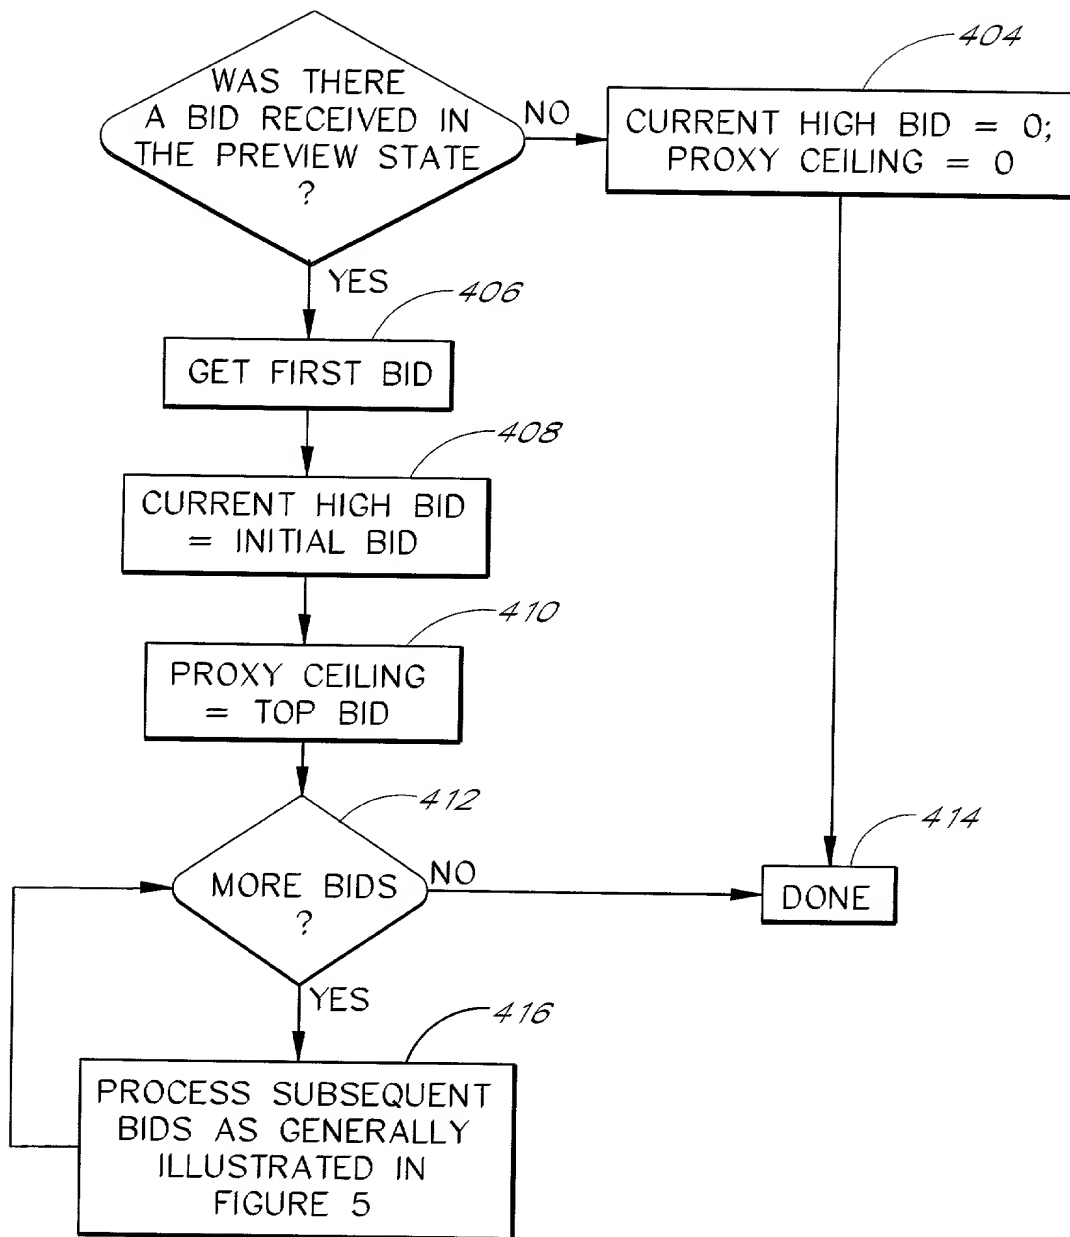 WAS THERE
A BID RECEIVED IN
THE PREVIEW STATE
?
NO
404
CURRENT HIGH BID = 0;
PROXY CEILING = 0
YES
406
GET FIRST BID
408
CURRENT HIGH BID
= INITIAL BID
410
PROXY CEILING
= TOP BID
412
MORE BIDS
?
NO
414
DONE
YES
416
PROCESS SUBSEQUENT
BIDS AS GENERALLY
ILLUSTRATED IN
FIGURE 5